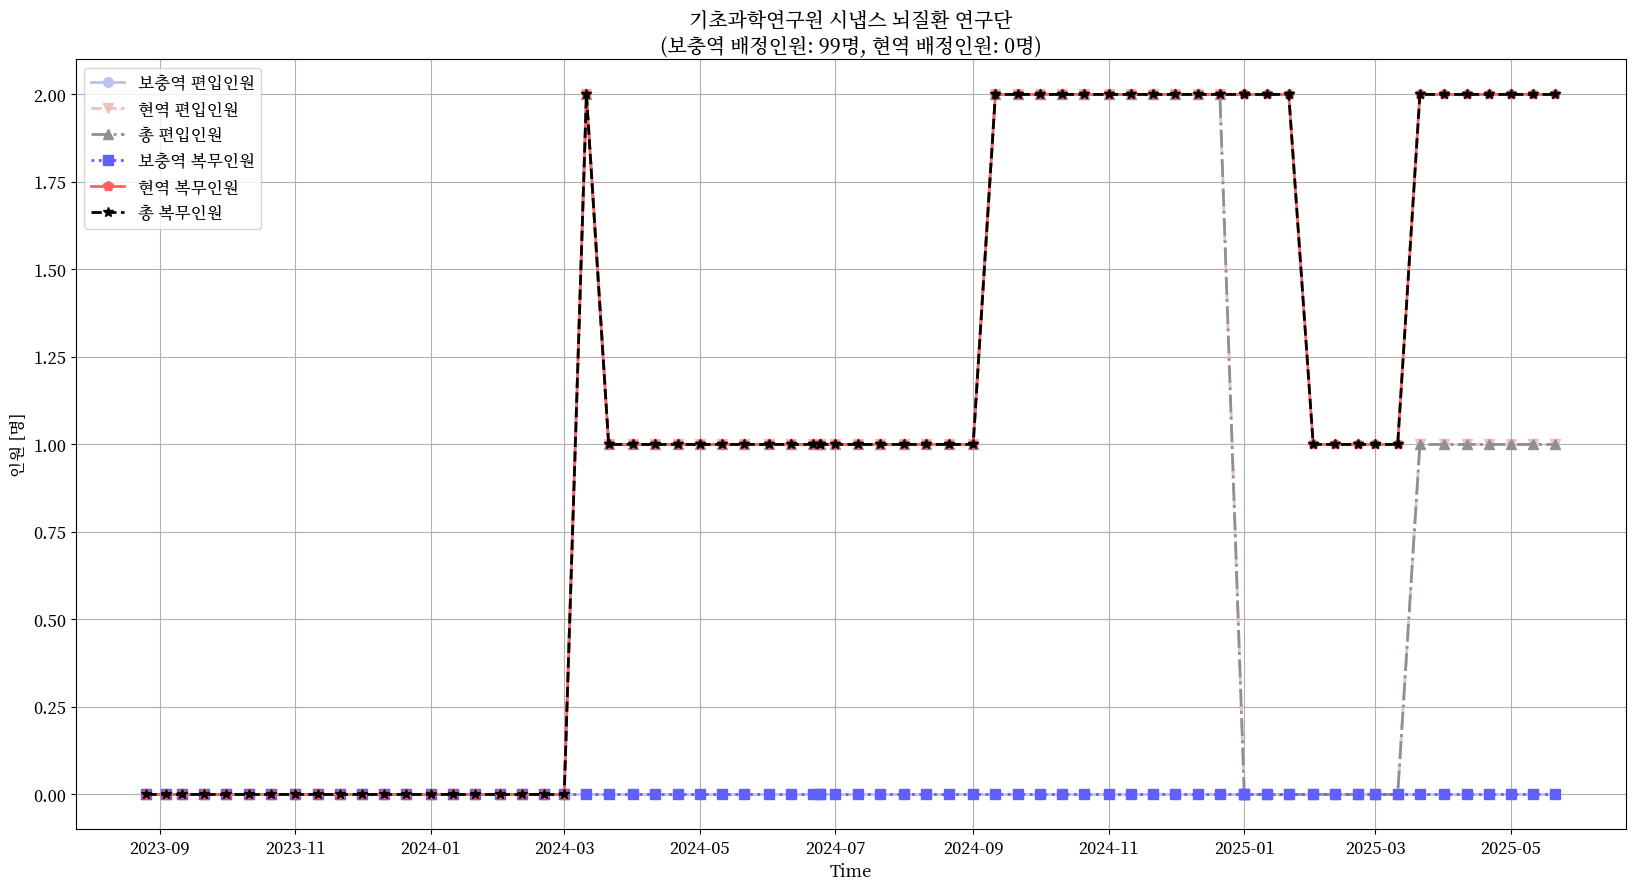 기초과학연구원 시냅스 뇌질환 연구단
(보충역 배정인원: 99명, 현역 배정인원: 0명)
보충역 편입인원
현역 편입인원
총 편입인원
보충역 복무인원
현역 복무인원
총 복무인원
2.00
1.75
1.50
1.25
1.00
0.75
0.50
0.25
0.00
인원 [명]
2023-09 2023-11 2024-01 2024-03 2024-05 2024-07 2024-09 2024-11 2025-01 2025-03 2025-05
Time